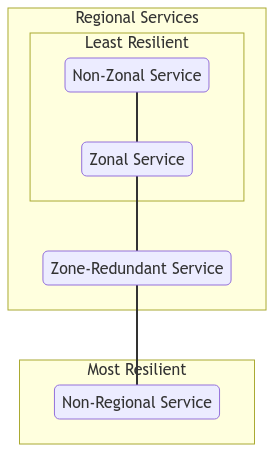 Regional Services
Least Resilient
Non-Zonal Service
Zonal Service
Zone-Redundant Service
Most Resilient
Non-Regional Service